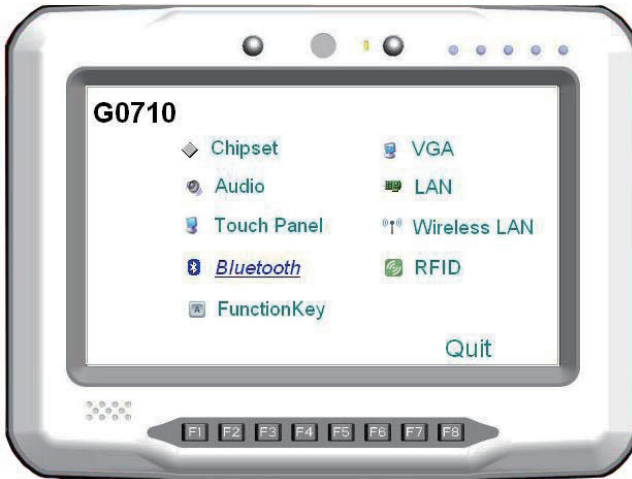 G0710
Chipset
VGA
Audio
LAN
Touch Panel
Wireless LAN
Bluetooth
RFID
FunctionKey
Quit
F1 F2 F3 F4 F5 F6 F7 F8